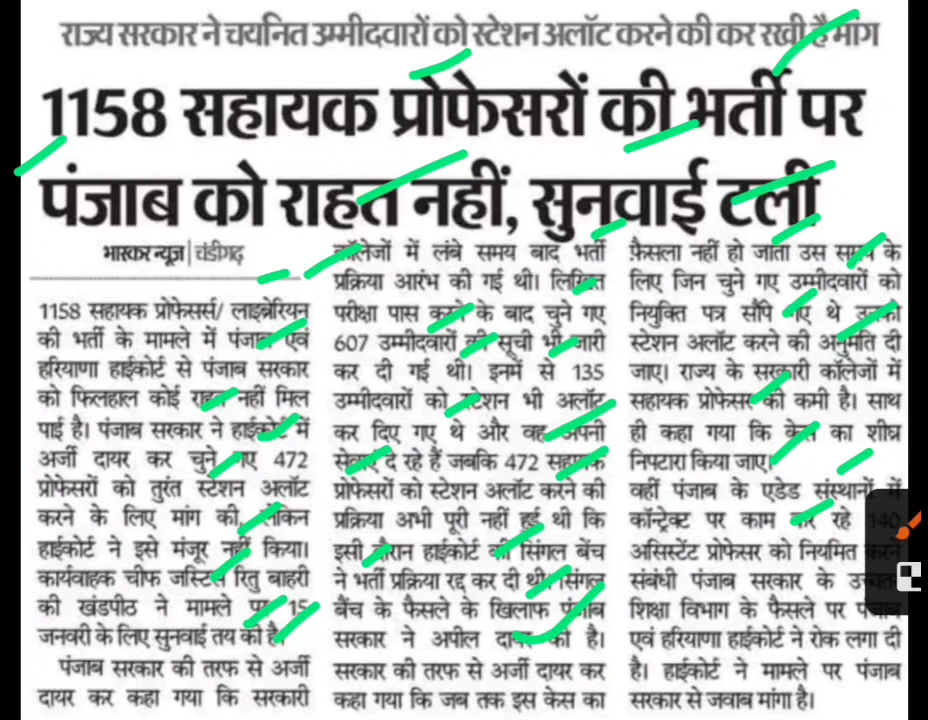 राज्य सरकार ने चयनित उम्मीदवारों को स्टेशन अलॉट करने की कर रखी है मांग
1158 सहायक प्रोफेसरों की भर्ती पर
पंजाब को राहत नहीं, सुनवाई टली
भास्कर न्यूज | चंडीगढ़
1158 सहायक प्रोफेसर्स/ लाइब्रेरियन
की भर्ती के मामले में पंजाब एवं
हरियाणा हाईकोर्ट से पंजाब सरकार
को फिलहाल कोई राहत नहीं मिल
पाई है। पंजाब सरकार ने हाईकोर्ट में
अर्जी दायर कर चुने गए 472
प्रोफेसरों को तुरंत स्टेशन अलॉट
करने के लिए मांग की, लेकिन
हाईकोर्ट ने इसे मंजूर नहीं किया।
कार्यवाहक चीफ जस्टिस रितु बाहरी
की खंडपीठ ने मामले पर 15
जनवरी के लिए सुनवाई तय की है।
पंजाब सरकार की तरफ से अर्जी
दायर कर कहा गया कि सरकारी
कॉलेजों में लंबे समय बाद भर्ती
प्रक्रिया आरंभ की गई थी। लिखित
परीक्षा पास करने के बाद चुने गए
607 उम्मीदवारों की सूची भी जारी
कर दी गई थी। इनमें से 135
उम्मीदवारों को स्टेशन भी अलॉट
कर दिए गए थे और वह अपनी
सेवाएं दे रहे हैं जबकि 472 सहायक
प्रोफेसरों को स्टेशन अलॉट करने की
प्रक्रिया अभी पूरी नहीं हुई थी कि
इसी दौरान हाईकोर्ट की सिंगल बेंच
ने भर्ती प्रक्रिया रद्द कर दी थी। सिंगल
बैंच के फैसले के खिलाफ पंजाब
सरकार ने अपील दायर की है।
सरकार की तरफ से अर्जी दायर कर
कहा गया कि जब तक इस केस का
फ़ैसला नहीं हो जाता उस समय के
लिए जिन चुने गए उम्मीदवारों को
नियुक्ति पत्र सौंपे गए थे उनको
स्टेशन अलॉट करने की अनुमति दी
जाए। राज्य के सरकारी कॉलेजों में
सहायक प्रोफेसर की कमी है। साथ
ही कहा गया कि केस का शीघ्र
निपटारा किया जाए।
वहीं पंजाब के एडेड संस्थानों में
कॉन्ट्रेक्ट पर काम कर रहे 140
असिस्टेंट प्रोफेसर को नियमित करने
संबंधी पंजाब सरकार के उच्चतर
शिक्षा विभाग के फैसले पर पंजाब
एवं हरियाणा हाईकोर्ट ने रोक लगा दी
है। हाईकोर्ट ने मामले पर पंजाब
सरकार से जवाब मांगा है।